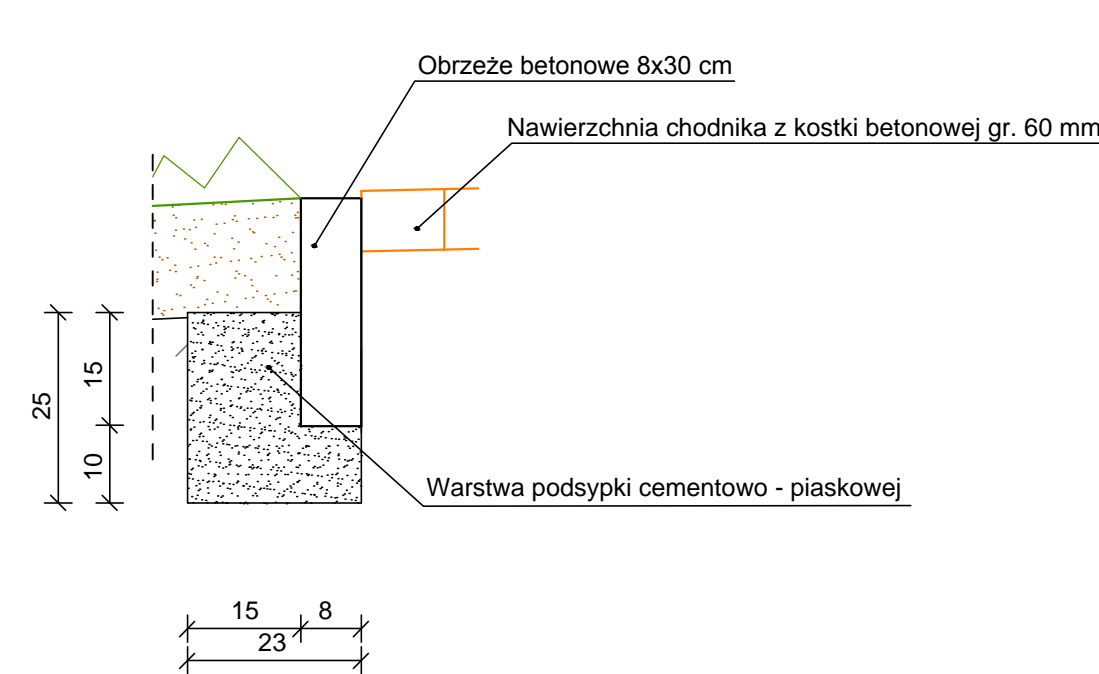 Obrzeże betonowe 8x30 cm
Nawierzchnia chodnika z kostki betonowej gr. 60 mm
25
15
10
Warstwa podsypki cementowo - piaskowej
15 8
23